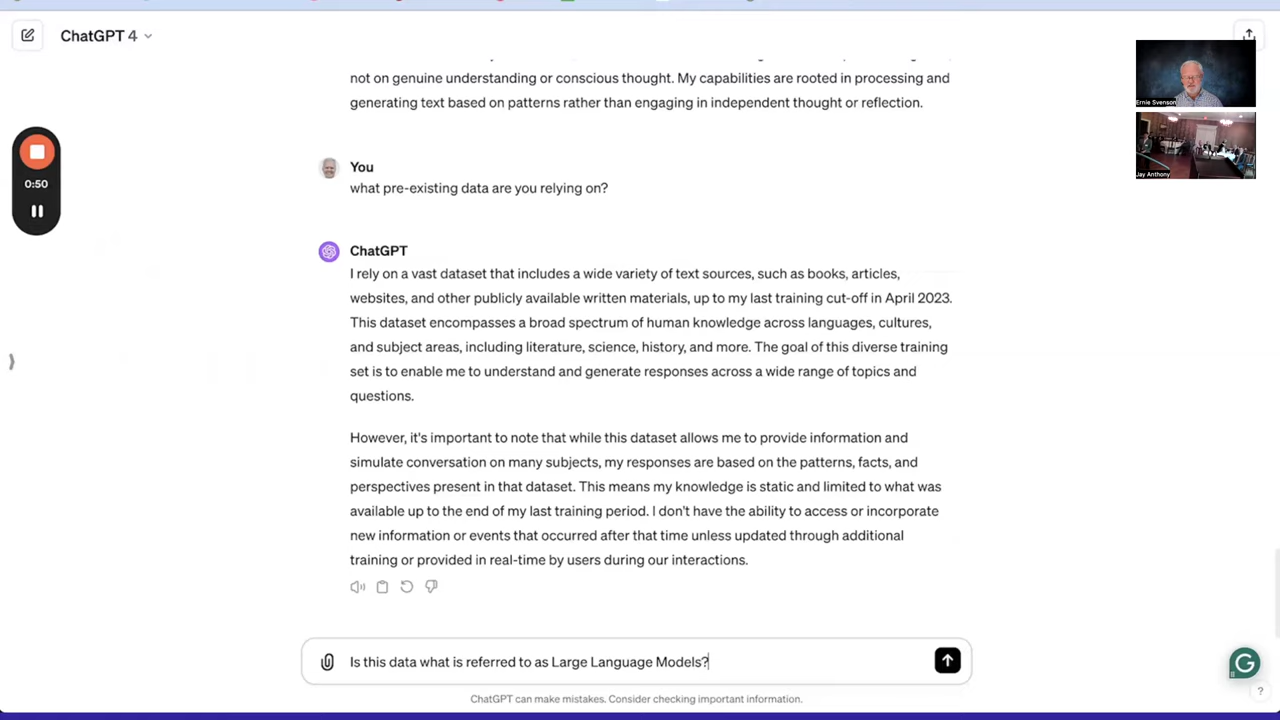 ChatGPT 4
not on genuine understanding or conscious thought. My capabilities are rooted in processing and
generating text based on patterns rather than engaging in independent thought or reflection.
Ernie Svenson
Jay Anthony
0:50
You
what pre-existing data are you relying on?
ChatGPT
I rely on a vast dataset that includes a wide variety of text sources, such as books, articles,
websites, and other publicly available written materials, up to my last training cut-off in April 2023.
This dataset encompasses a broad spectrum of human knowledge across languages, cultures,
and subject areas, including literature, science, history, and more. The goal of this diverse training
set is to enable me to understand and generate responses across a wide range of topics and
questions.
However, it's important to note that while this dataset allows me to provide information and
simulate conversation on many subjects, my responses are based on the patterns, facts, and
perspectives present in that dataset. This means my knowledge is static and limited to what was
available up to the end of my last training period. I don't have the ability to access or incorporate
new information or events that occurred after that time unless updated through additional
training or provided in real-time by users during our interactions.
Is this data what is referred to as Large Language Models?
G
ChatGPT can make mistakes. Consider checking important information.
?